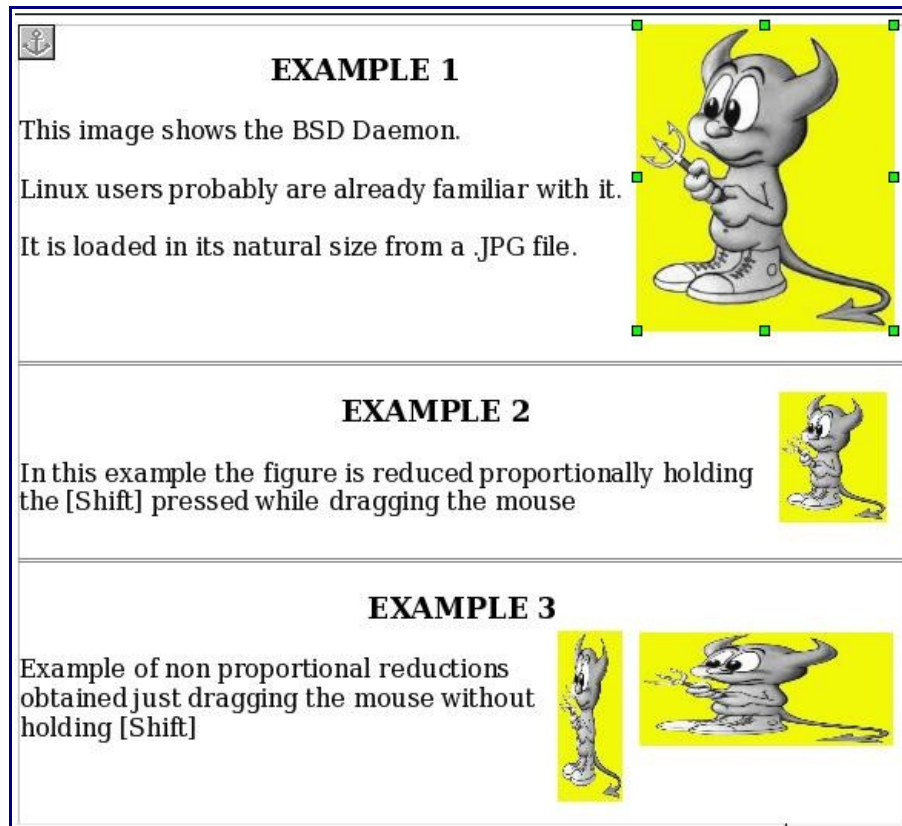 EXAMPLE 1
This image shows the BSD Daemon.
Linux users probably are already familiar with it.
It is loaded in its natural size from a .JPG file.
EXAMPLE 2
In this example the figure is reduced proportionally holding
the [Shift] pressed while dragging the mouse
EXAMPLE 3
Example of non proportional reductions
obtained just dragging the mouse without
holding [Shift]